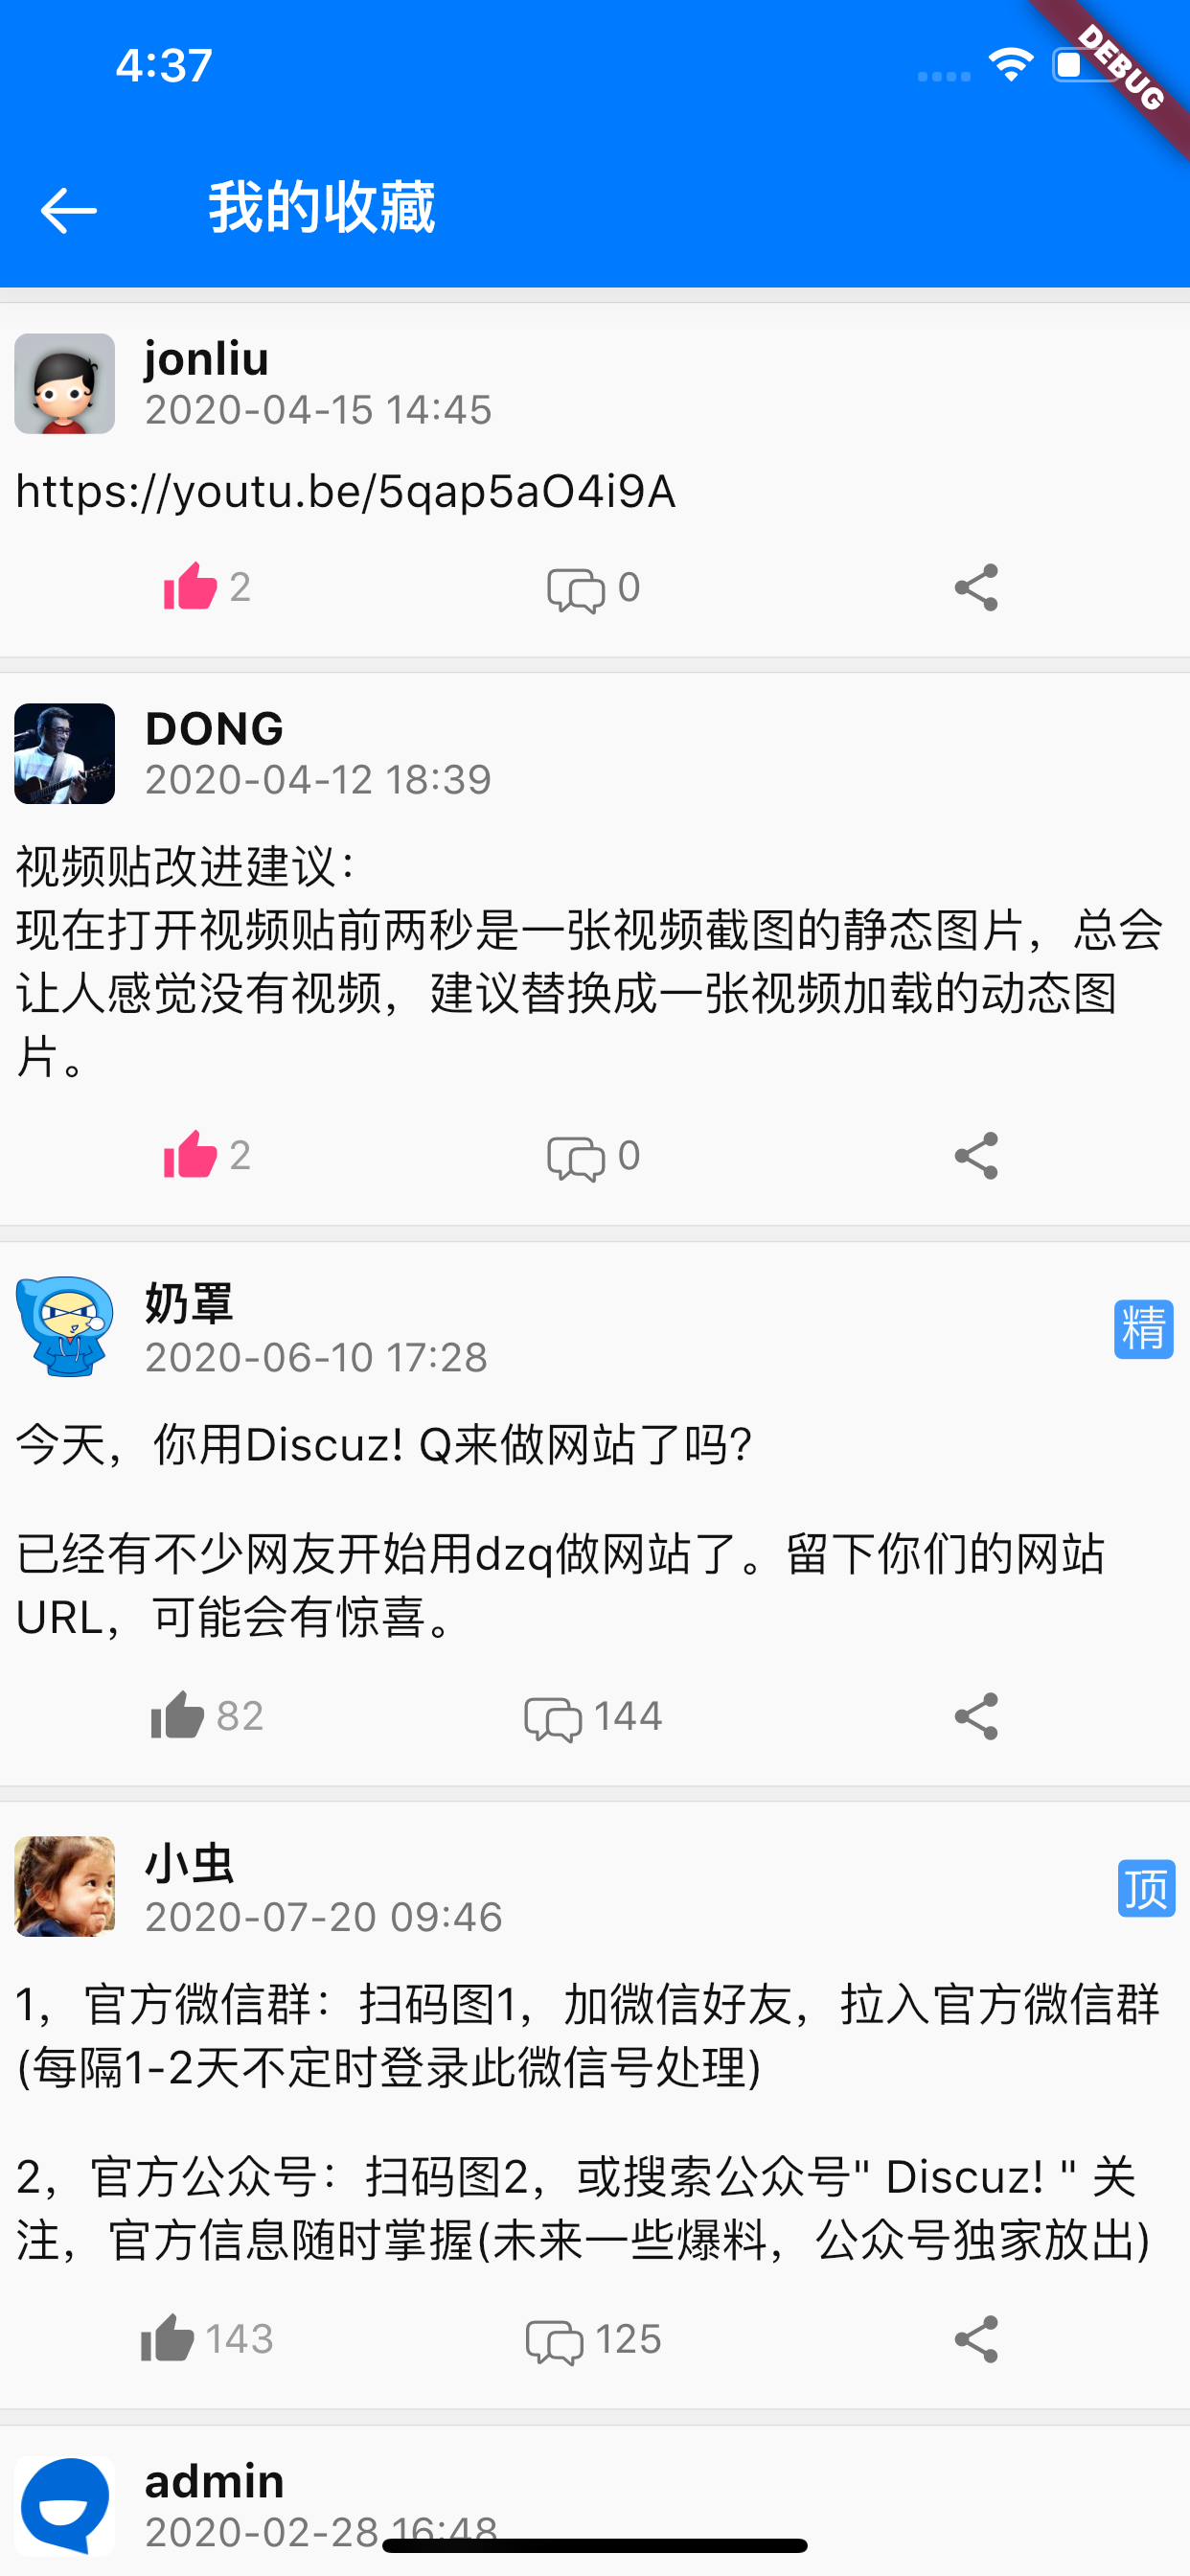 4:37
DEBUG
我的收藏
jonliu
2020-04-15 14:45
https://youtu.be/5qap5aO4i9A
2
0
DONG
2020-04-12 18:39
视频贴改进建议：
现在打开视频贴前两秒是一张视频截图的静态图片，总会
让人感觉没有视频，建议替换成一张视频加载的动态图
片。
2
0
奶罩
2020-06-10 17:28
精
今天，你用Discuz! Q来做网站了吗?
已经有不少网友开始用dzq做网站了。留下你们的网站
URL，可能会有惊喜。
82
144
小虫
2020-07-20 09:46
顶
1，官方微信群：扫码图1，加微信好友，拉入官方微信群
(每隔1-2天不定时登录此微信号处理)
2，官方公众号：扫码图2，或搜索公众号" Discuz! " 关
注，官方信息随时掌握(未来一些爆料，公众号独家放出)
143
125
admin
2020-02-28 16:48